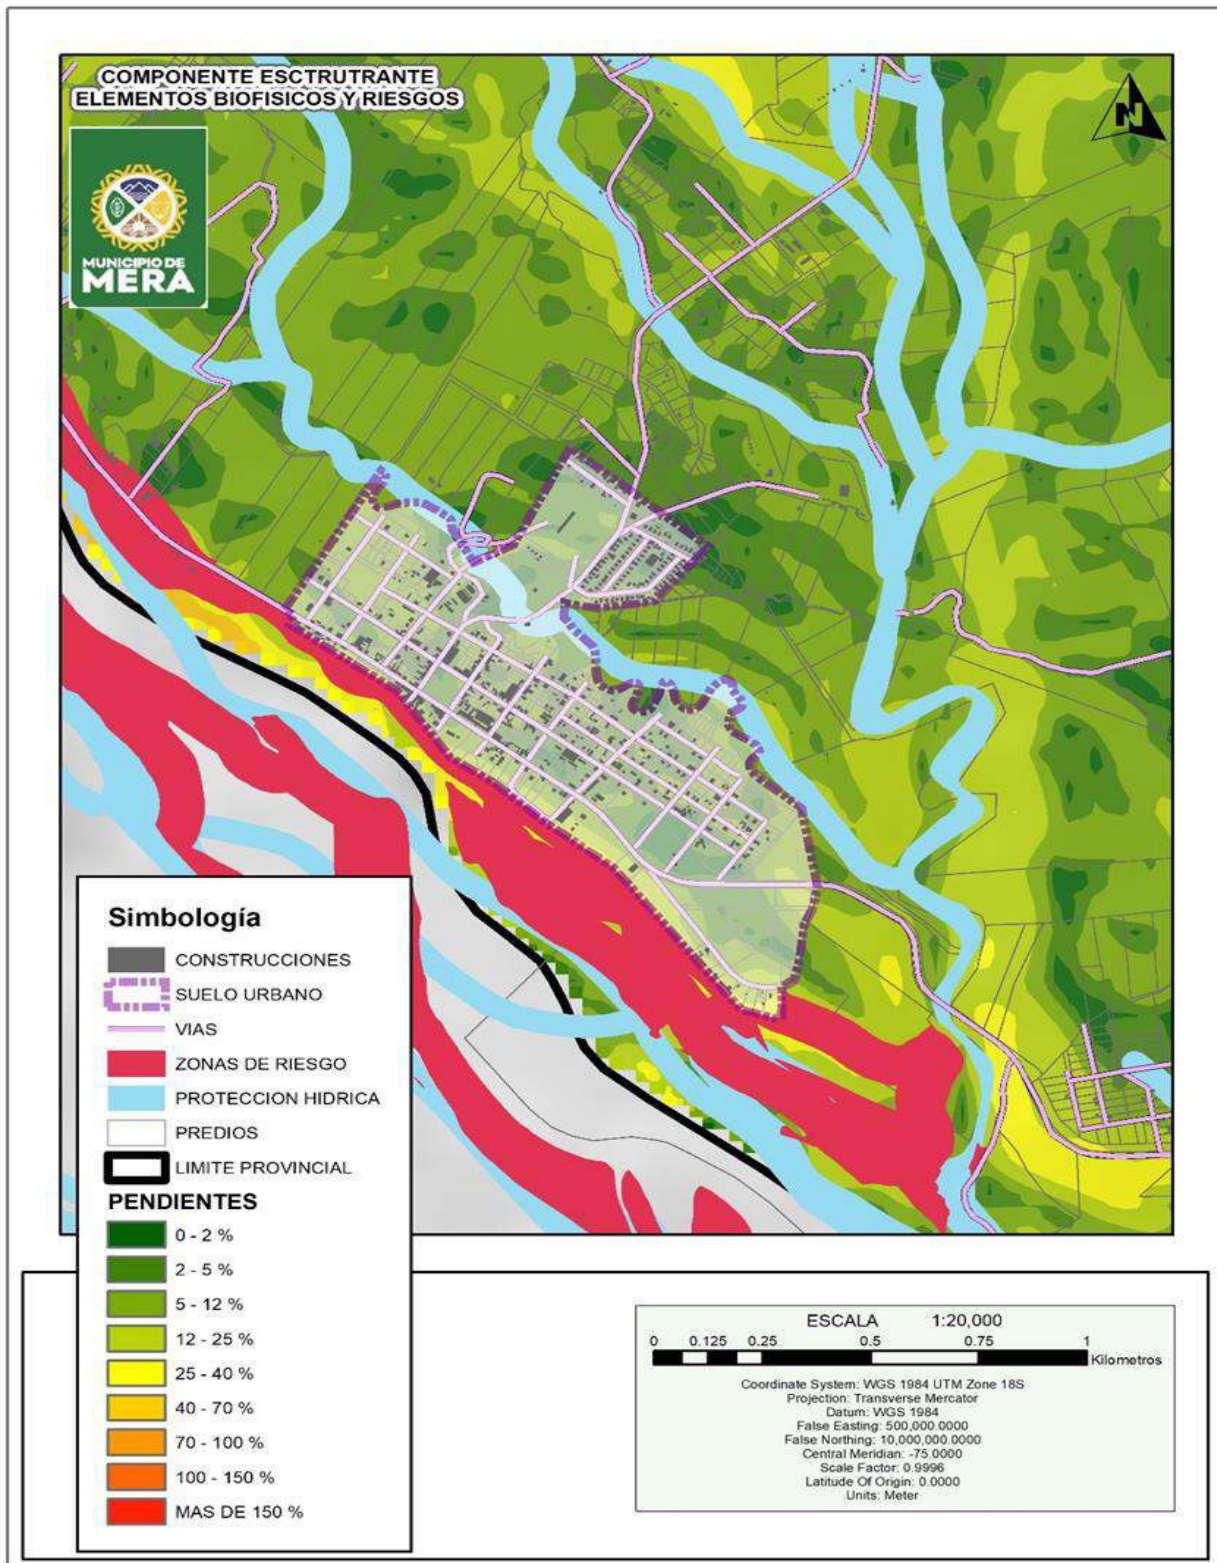 COMPONENTE ESCTRUTRANTE
ELEMENTOS BIOFISICOS Y RIESGOS
N
MUNICIPIO DE
MERA
Simbología
CONSTRUCCIONES
SUELO URBANO
VIAS
ZONAS DE RIESGO
PROTECCION HIDRICA
PREDIOS
LIMITE PROVINCIAL
PENDIENTES
0 - 2 %
2 - 5 %
5 - 12 %
12 - 25 %
25 - 40 %
40 - 70 %
70 - 100 %
100 - 150 %
MAS DE 150 %
ESCALA 1:20,000
0 0.125 0.25 0.5 0.75 1
Kilometros
Coordinate System: WGS 1984 UTM Zone 18S
Projection: Transverse Mercator
Datum: WGS 1984
False Easting: 500,000.0000
False Northing: 10,000,000.0000
Central Meridian: -75.0000
Scale Factor: 0.9996
Latitude Of Origin: 0.0000
Units: Meter